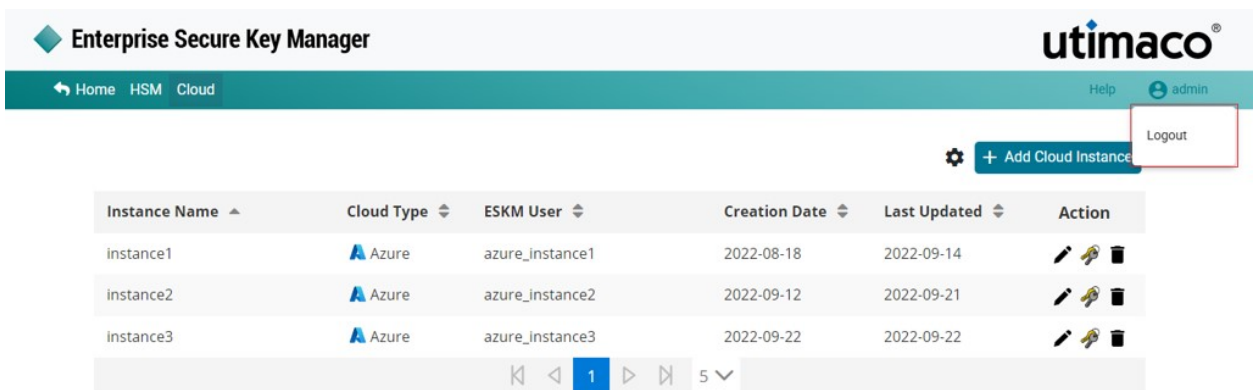 Enterprise Secure Key Manager
utimaco®
Home HSM Cloud Help admin
Logout
+ Add Cloud Instance
Instance Name Cloud Type ESKM User Creation Date Last Updated Action
instance1 Azure azure_instance1 2022-08-18 2022-09-14
instance2 Azure azure_instance2 2022-09-12 2022-09-21
instance3 Azure azure_instance3 2022-09-22 2022-09-22
1 5